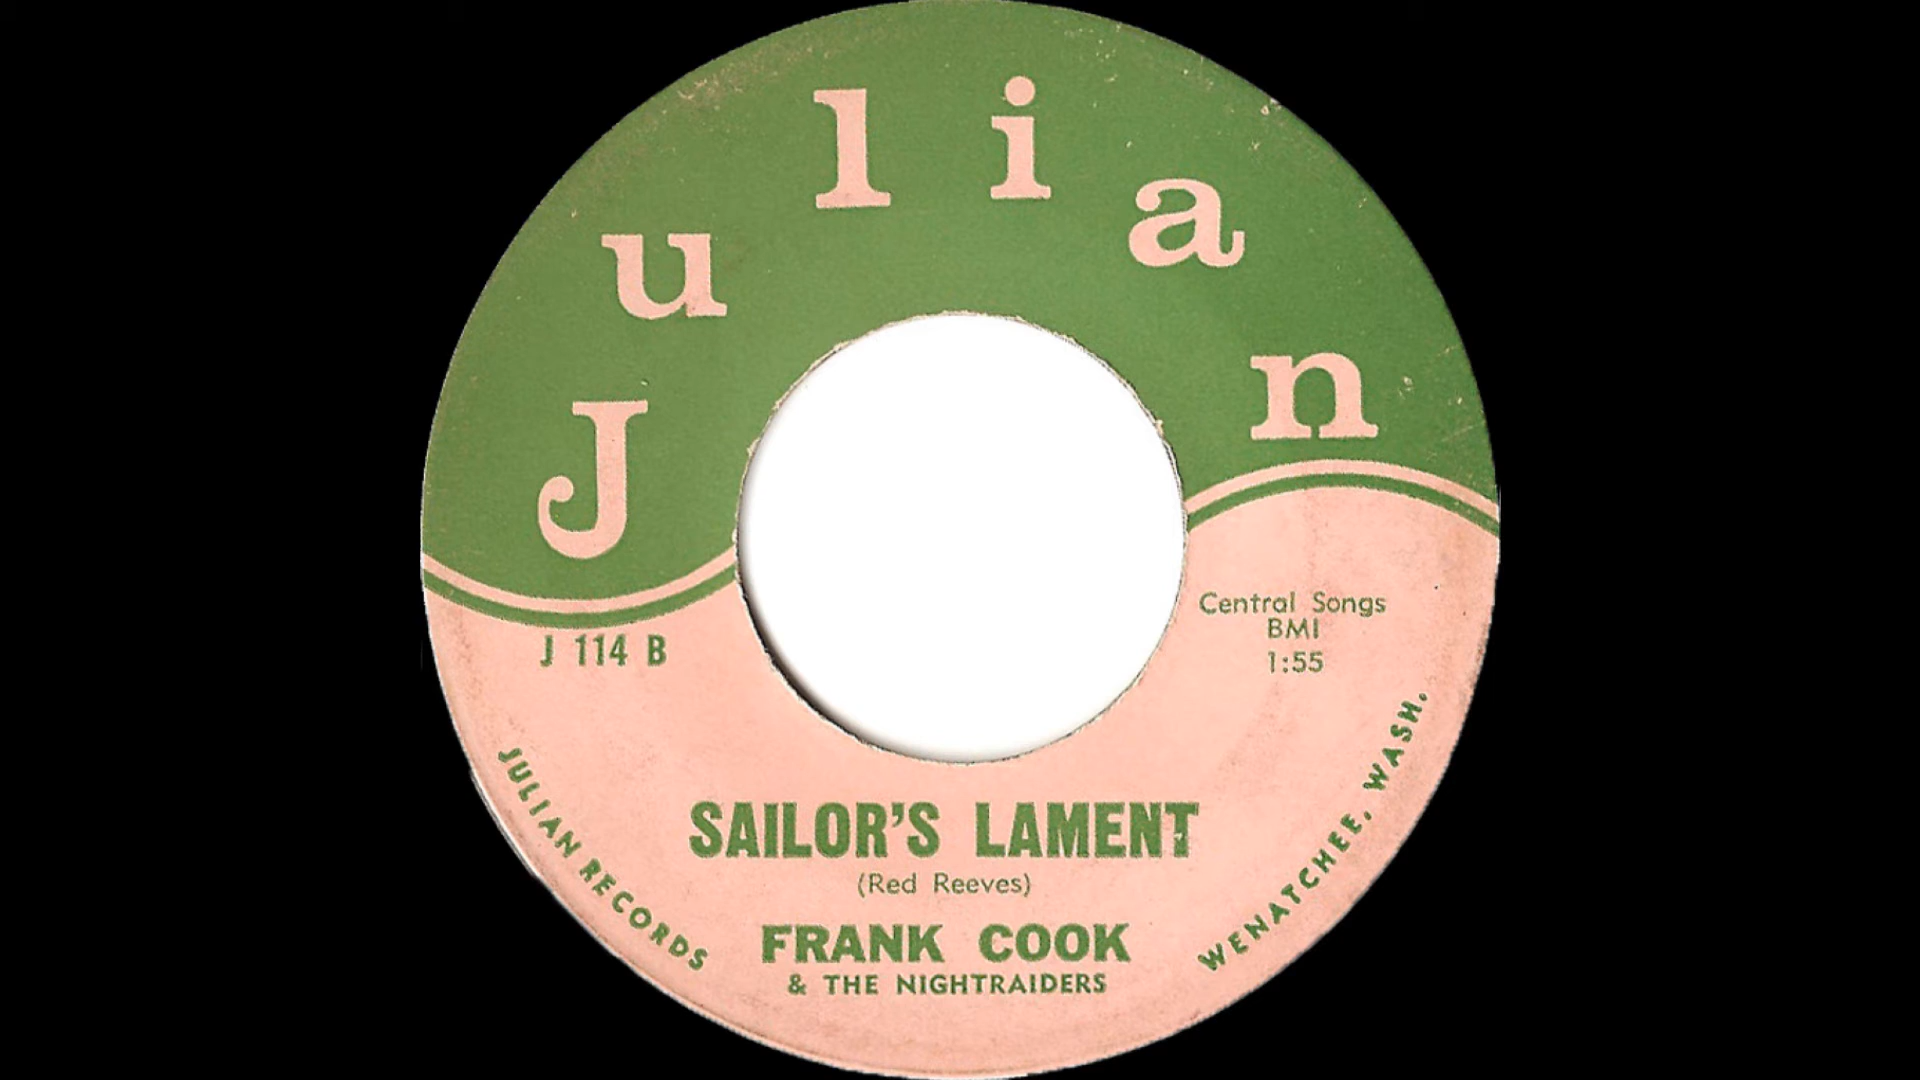 Julian
J 114 B
Central Songs
BMI
1:55
SAILOR'S LAMENT
(Red Reeves)
FRANK COOK
& THE NIGHTRAIDERS
JULIAN RECORDS
WENATCHEE, WASH.